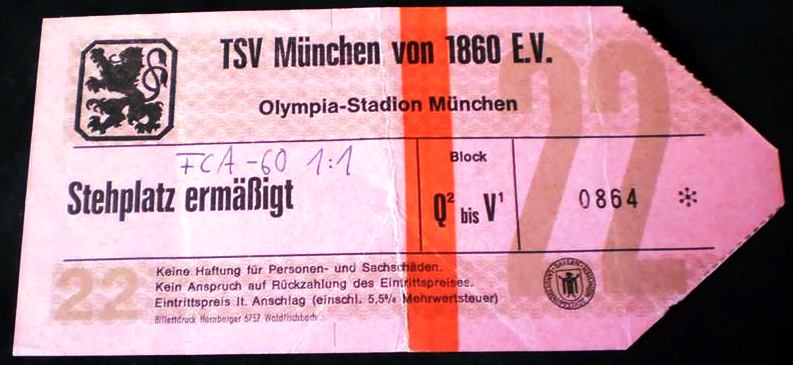 TSV München von 1860 E.V.
Olympia-Stadion München
FCA-60 1:1
Stehplatz ermäßigt
Block
Q² bis V¹
0864 *
22
22
Keine Haftung für Personen- und Sachschäden.
Kein Anspruch auf Rückzahlung des Eintrittspreises.
Eintrittspreis lt. Anschlag (einschl. 5,5% Mehrwertsteuer)
Billettdruck Hornberger 6757 Waldfischbach